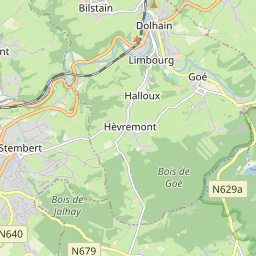 Bilstain
Dolhain
Limbourg
Goé
Halloux
Hèvremont
Stembert
Bois de
Goé
N629a
Bois de
Jalhay
N640
N679